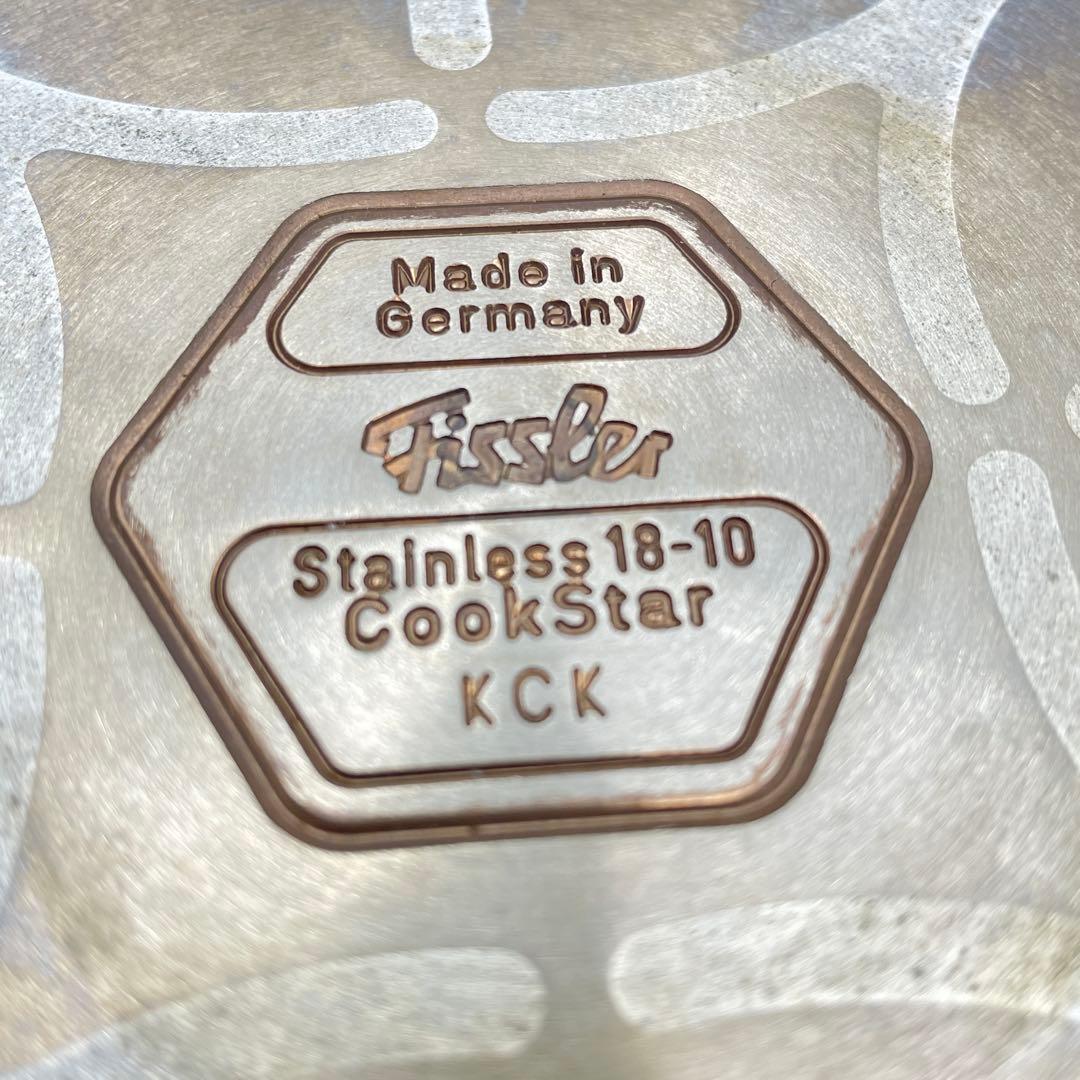 Made in
Germany
Fissler
Stainless 18-10
CookStar
KCK